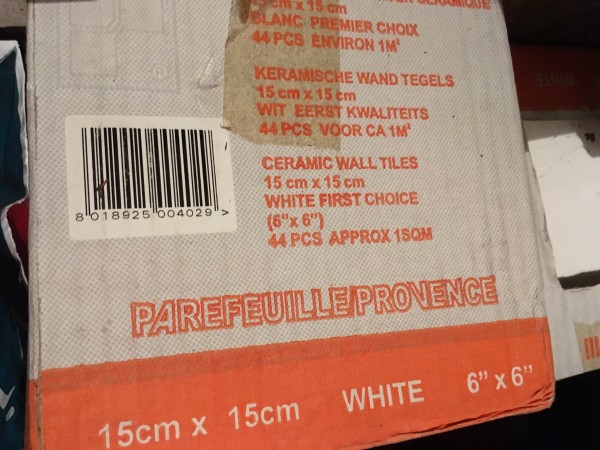 cm x 15 cm
BLANC PREMIER CHOIX
44 PCS ENVIRON 1M²
KERAMISCHE WAND TEGELS
15 cm x 15 cm
WIT EERST KWALITEITS
44 PCS VOOR CA 1M²
CERAMIC WALL TILES
15 cm x 15 cm
WHITE FIRST CHOICE
(6"x 6")
44 PCS APPROX 1SQM
8 018925 004029 >
PAREFEUILLE PROVENCE
15cm x 15cm WHITE 6" x 6"
WHITE
®